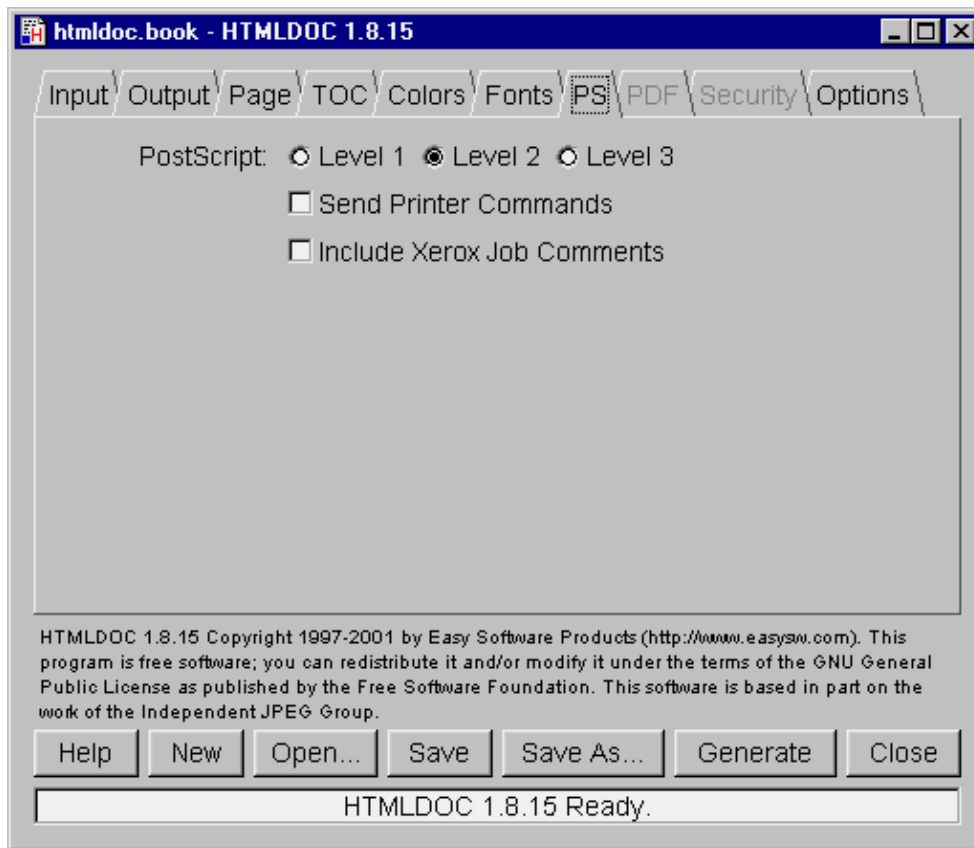 htmldoc.book - HTMLDOC 1.8.15
Input Output Page TOC Colors Fonts PS PDF Security Options
PostScript: Level 1 Level 2 Level 3
Send Printer Commands
Include Xerox Job Comments
HTMLDOC 1.8.15 Copyright 1997-2001 by Easy Software Products (http://www.easysw.com). This
program is free software; you can redistribute it and/or modify it under the terms of the GNU General
Public License as published by the Free Software Foundation. This software is based in part on the
work of the Independent JPEG Group.
Help New Open... Save Save As... Generate Close
HTMLDOC 1.8.15 Ready.